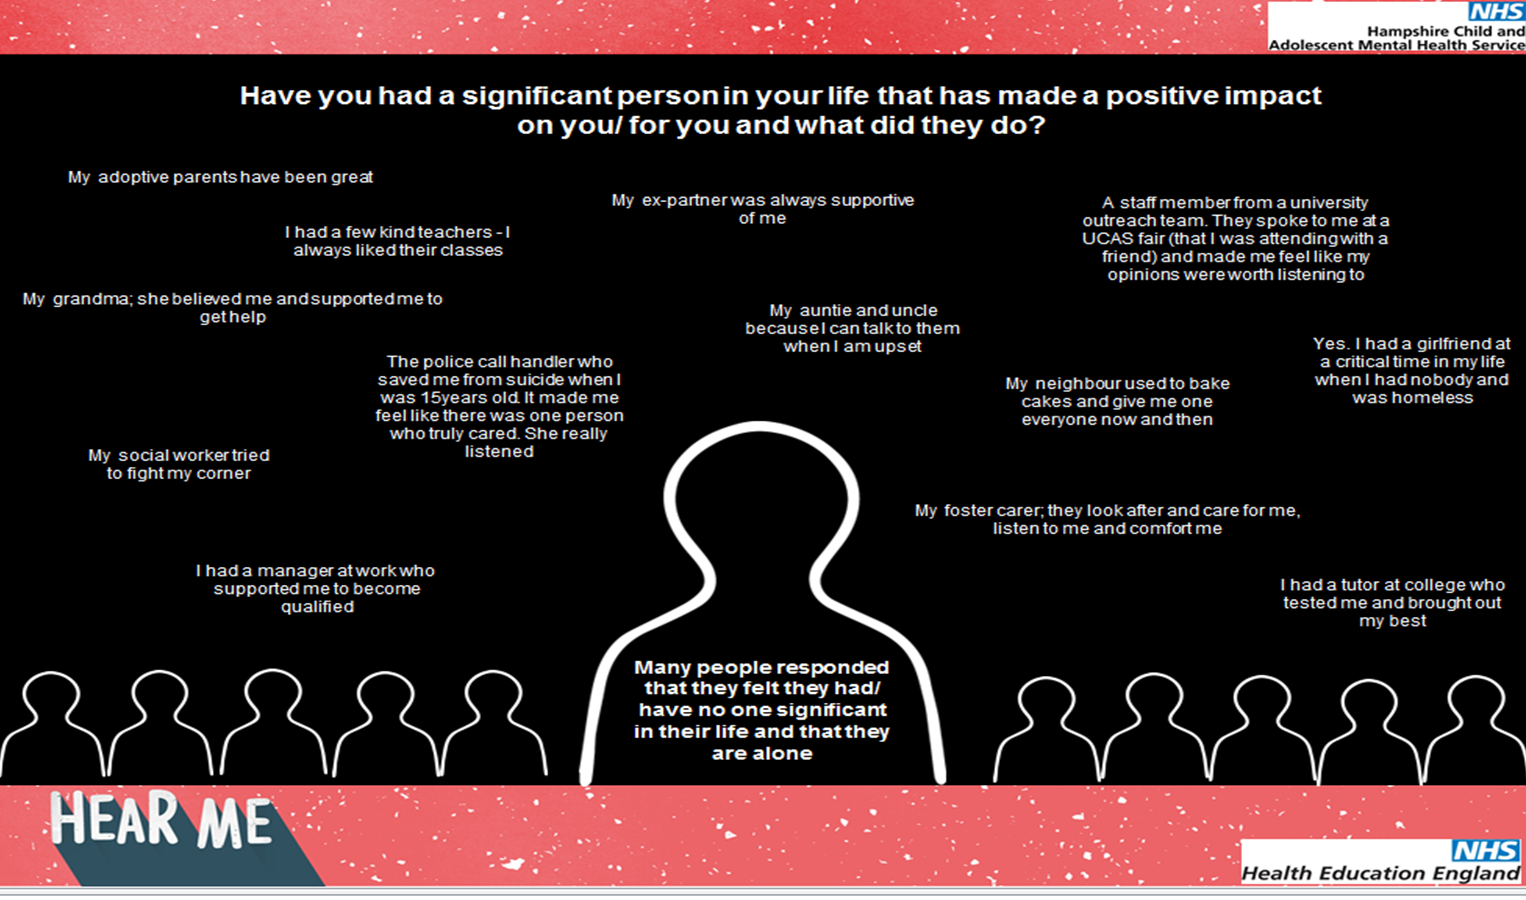 NHS
Hampshire Child and
Adolescent Mental Health Service
Have you had a significant person in your life that has made a positive impact
on you/ for you and what did they do?
My adoptive parents have been great
I had a few kind teachers - I
always liked their classes
My grandma; she believed me and supported me to
get help
The police call handler who
saved me from suicide when I
was 15years old. It made me
feel like there was one person
who truly cared. She really
listened
My social worker tried
to fight my corner
I had a manager at work who
supported me to become
qualified
My ex-partner was always supportive
of me
My auntie and uncle
because I can talk to them
when I am upset
A staff member from a university
outreach team. They spoke to me at a
UCAS fair (that I was attending with a
friend) and made me feel like my
opinions were worth listening to
Yes. I had a girlfriend at
a critical time in my life
when I had nobody and
was homeless
My neighbour used to bake
cakes and give me one
everyone now and then
My foster carer; they look after and care for me,
listen to me and comfort me
I had a tutor at college who
tested me and brought out
my best
Many people responded
that they felt they had/
have no one significant
in their life and that they
are alone
HEAR ME
NHS
Health Education England